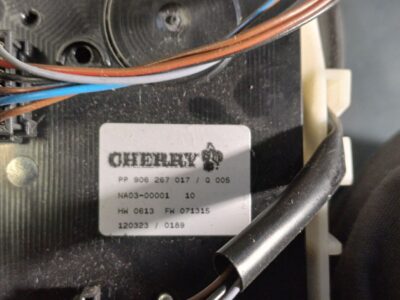 CHERRY
PP 906 267 017 / Q 005
NA03-00001 10
HW 0613 FW 071315
120323 / 0189